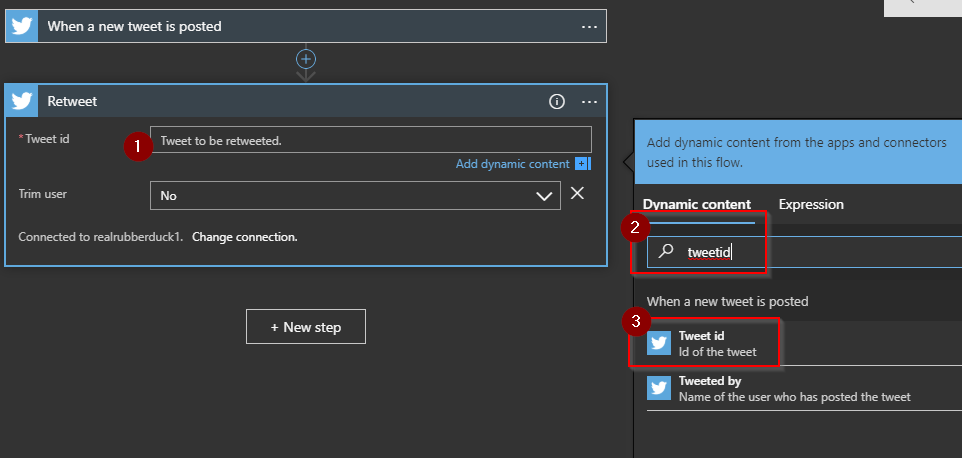 When a new tweet is posted
...
Retweet
...
* Tweet id
1
Tweet to be retweeted.
Add dynamic content
Trim user
No
Connected to realrubberduck1. Change connection.
+ New step
Add dynamic content from the apps and connectors
used in this flow.
Dynamic content
Expression
2
tweetid
When a new tweet is posted
3
Tweet id
Id of the tweet
Tweeted by
Name of the user who has posted the tweet